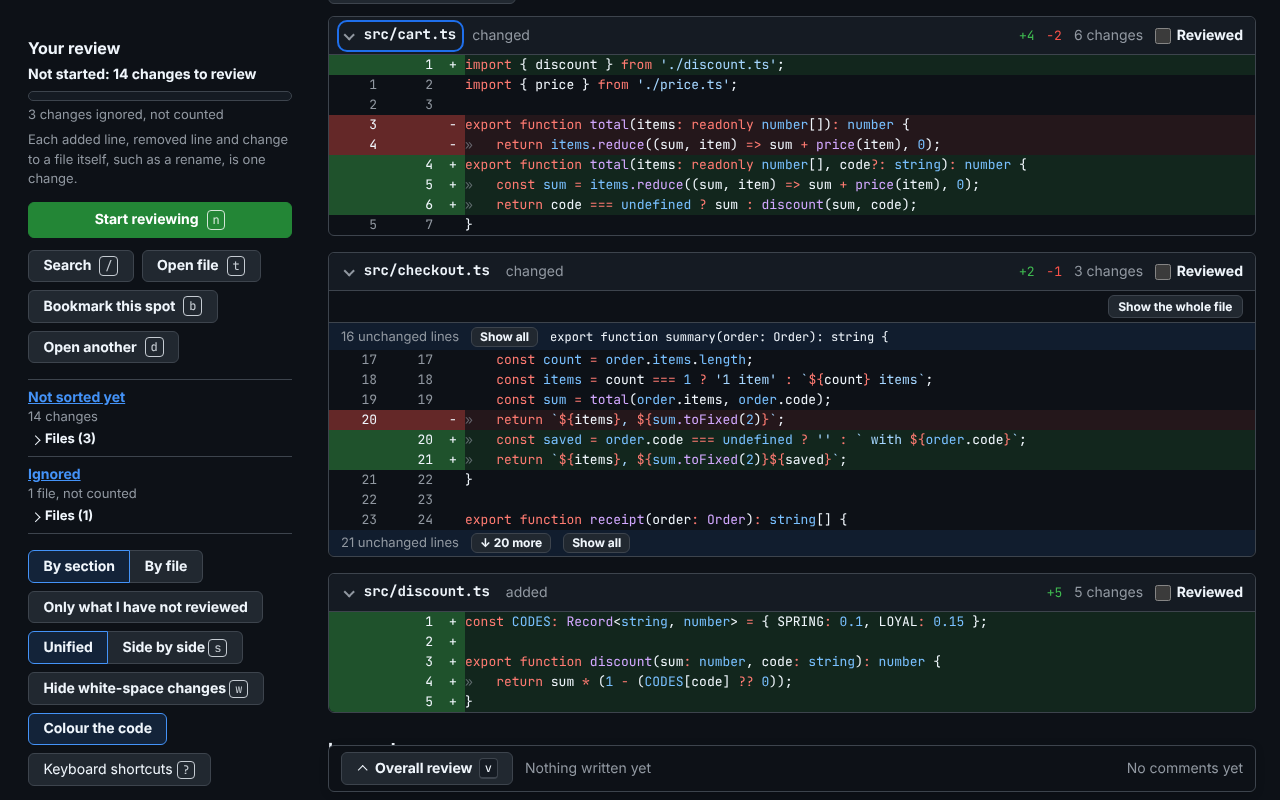 Your review
Not started: 14 changes to review
3 changes ignored, not counted
Each added line, removed line and change
to a file itself, such as a rename, is one
change.
Start reviewing n
Search / Open file t
Bookmark this spot b
Open another d
Not sorted yet
14 changes
Files (3)
Ignored
1 file, not counted
Files (1)
By section By file
Only what I have not reviewed
Unified Side by side s
Hide white-space changes w
Colour the code
Keyboard shortcuts ?
src/cart.ts changed +4 -2 6 changes Reviewed
1 + import { discount } from './discount.ts';
1 2 import { price } from './price.ts';
2 3
3 - export function total(items: readonly number[]): number {
4 - » return items.reduce((sum, item) => sum + price(item), 0);
4 + export function total(items: readonly number[], code?: string): number {
5 + » const sum = items.reduce((sum, item) => sum + price(item), 0);
6 + » return code === undefined ? sum : discount(sum, code);
5 7 }
src/checkout.ts changed +2 -1 3 changes Reviewed
Show the whole file
16 unchanged lines Show all export function summary(order: Order): string {
17 17 const count = order.items.length;
18 18 const items = count === 1 ? '1 item' : `${count} items`;
19 19 const sum = total(order.items, order.code);
20 - » return `${items}, ${sum.toFixed(2)}`;
20 + » const saved = order.code === undefined ? '' : ` with ${order.code}`;
21 + » return `${items}, ${sum.toFixed(2)}${saved}`;
21 22 }
22 23
23 24 export function receipt(order: Order): string[] {
21 unchanged lines ↓ 20 more Show all
src/discount.ts added +5 5 changes Reviewed
1 + const CODES: Record<string, number> = { SPRING: 0.1, LOYAL: 0.15 };
2 +
3 + export function discount(sum: number, code: string): number {
4 + » return sum * (1 - (CODES[code] ?? 0));
5 + }
Overall review v Nothing written yet No comments yet